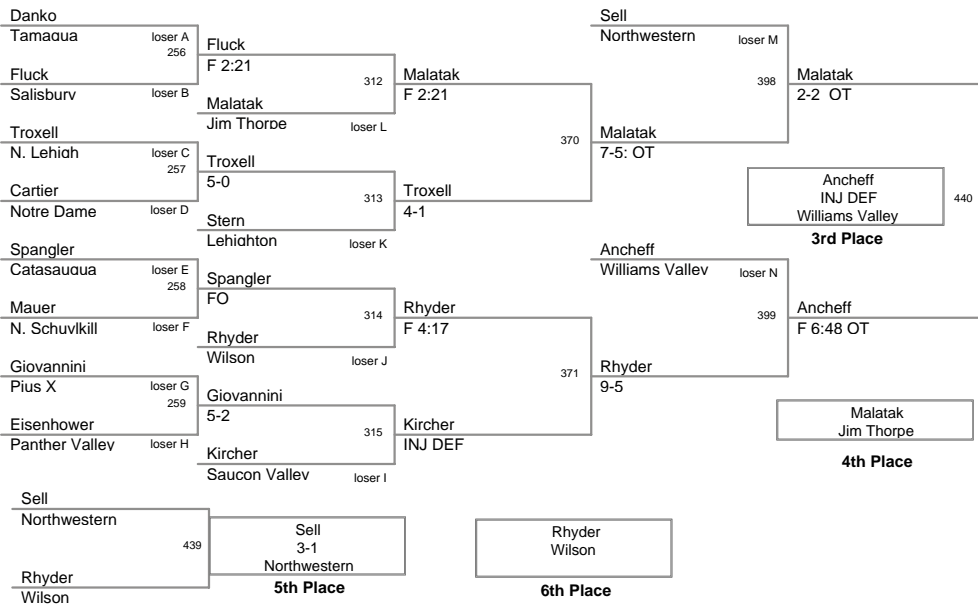 Danko
Tamaqua
loser A
256
Fluck
Salisbury
loser B
Troxell
N. Lehigh
loser C
257
Cartier
Notre Dame
loser D
Spangler
Catasauqua
loser E
258
Mauer
N. Schuylkill
loser F
Giovannini
Pius X
loser G
259
Eisenhower
Panther Valley
loser H
Fluck
F 2:21
312
Malatak
Jim Thorpe
loser L
Troxell
5-0
313
Stern
Lehighton
loser K
Spangler
FO
314
Rhyder
Wilson
loser J
Giovannini
5-2
315
Kircher
Saucon Valley
loser I
Malatak
F 2:21
370
Troxell
4-1
Rhyder
F 4:17
371
Kircher
INJ DEF
Sell
Northwestern
loser M
398
Malatak
7-5: OT
Ancheff
Williams Valley
loser N
399
Rhyder
9-5
Malatak
2-2 OT
Ancheff
INJ DEF
Williams Valley
440
3rd Place
Ancheff
F 6:48 OT
Malatak
Jim Thorpe
4th Place
Sell
Northwestern
439
Rhyder
Wilson
Sell
3-1
Northwestern
5th Place
Rhyder
Wilson
6th Place